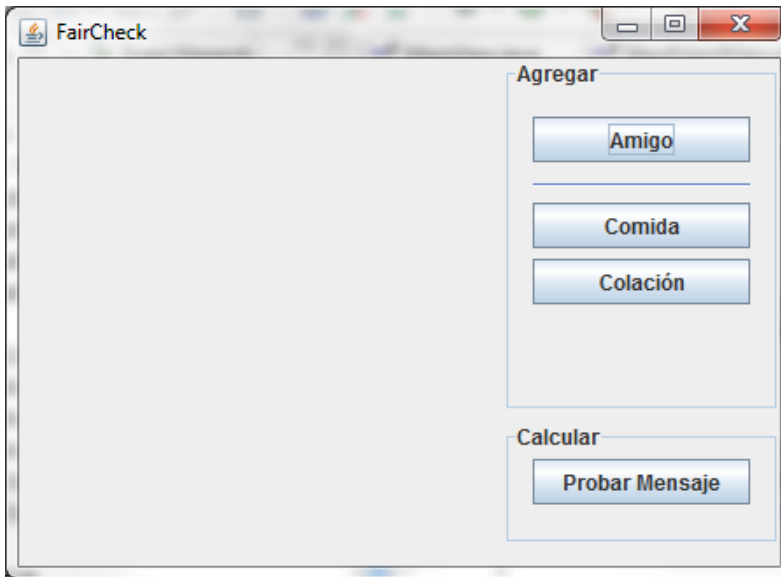 FairCheck
Agregar
Amigo
Comida
Colación
Calcular
Probar Mensaje